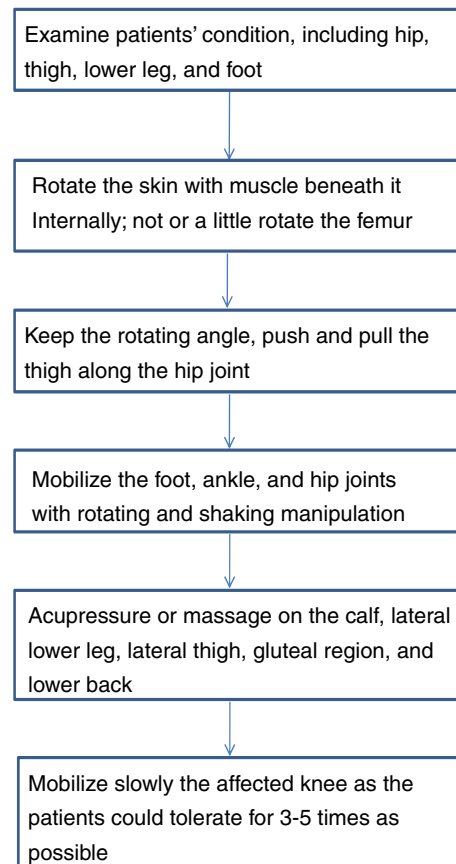 Examine patients’ condition, including hip,
thigh, lower leg, and foot
Rotate the skin with muscle beneath it
Internally; not or a little rotate the femur
Keep the rotating angle, push and pull the
thigh along the hip joint
Mobilize the foot, ankle, and hip joints
with rotating and shaking manipulation
Acupressure or massage on the calf, lateral
lower leg, lateral thigh, gluteal region, and
lower back
Mobilize slowly the affected knee as the
patients could tolerate for 3-5 times as
possible